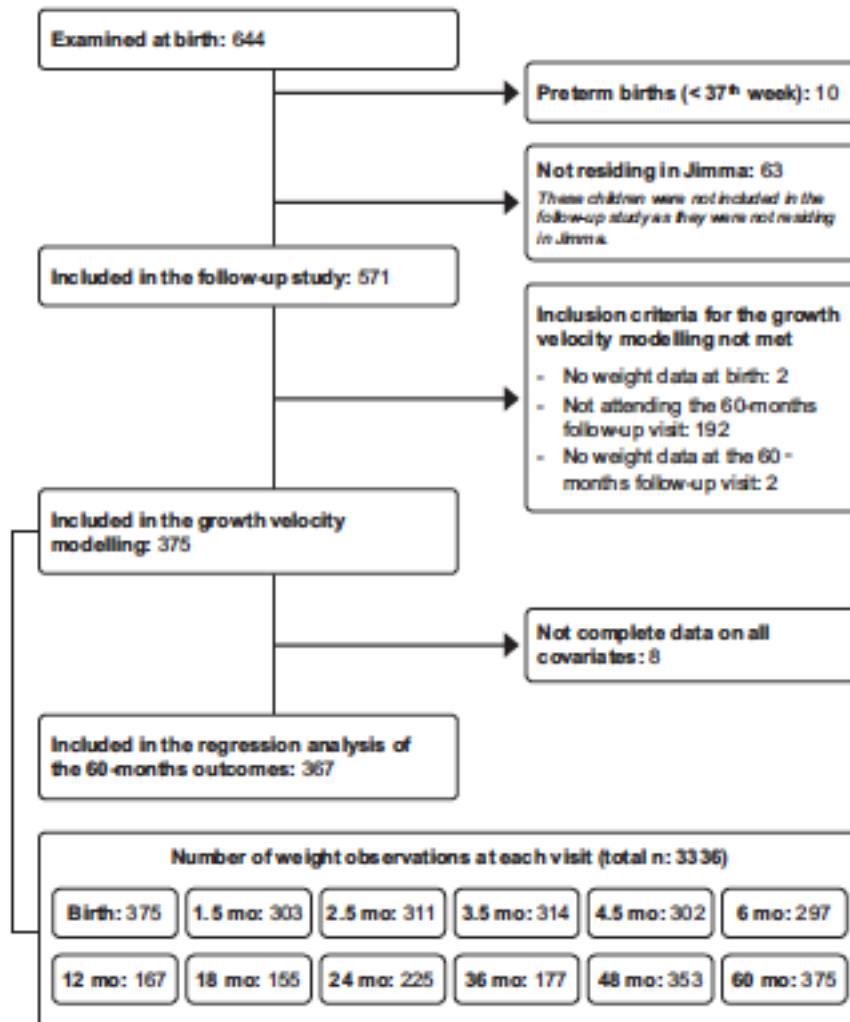 Examined at birth: 644
Preterm births (< 37th week): 10
Not residing in Jimma: 63
These children were not included in the
follow-up study as they were not residing
in Jimma.
Included in the follow-up study: 571
Inclusion criteria for the growth
velocity modelling not met
- No weight data at birth: 2
- Not attending the 60-months
follow-up visit: 192
- No weight data at the 60-
months follow-up visit: 2
Included in the growth velocity
modelling: 375
Not complete data on all
covariates: 8
Included in the regression analysis of
the 60-months outcomes: 367
Number of weight observations at each visit (total n: 3336)
Birth: 375 1.5 mo: 303 2.5 mo: 311 3.5 mo: 314 4.5 mo: 302 6 mo: 297
12 mo: 167 18 mo: 155 24 mo: 225 36 mo: 177 48 mo: 353 60 mo: 375